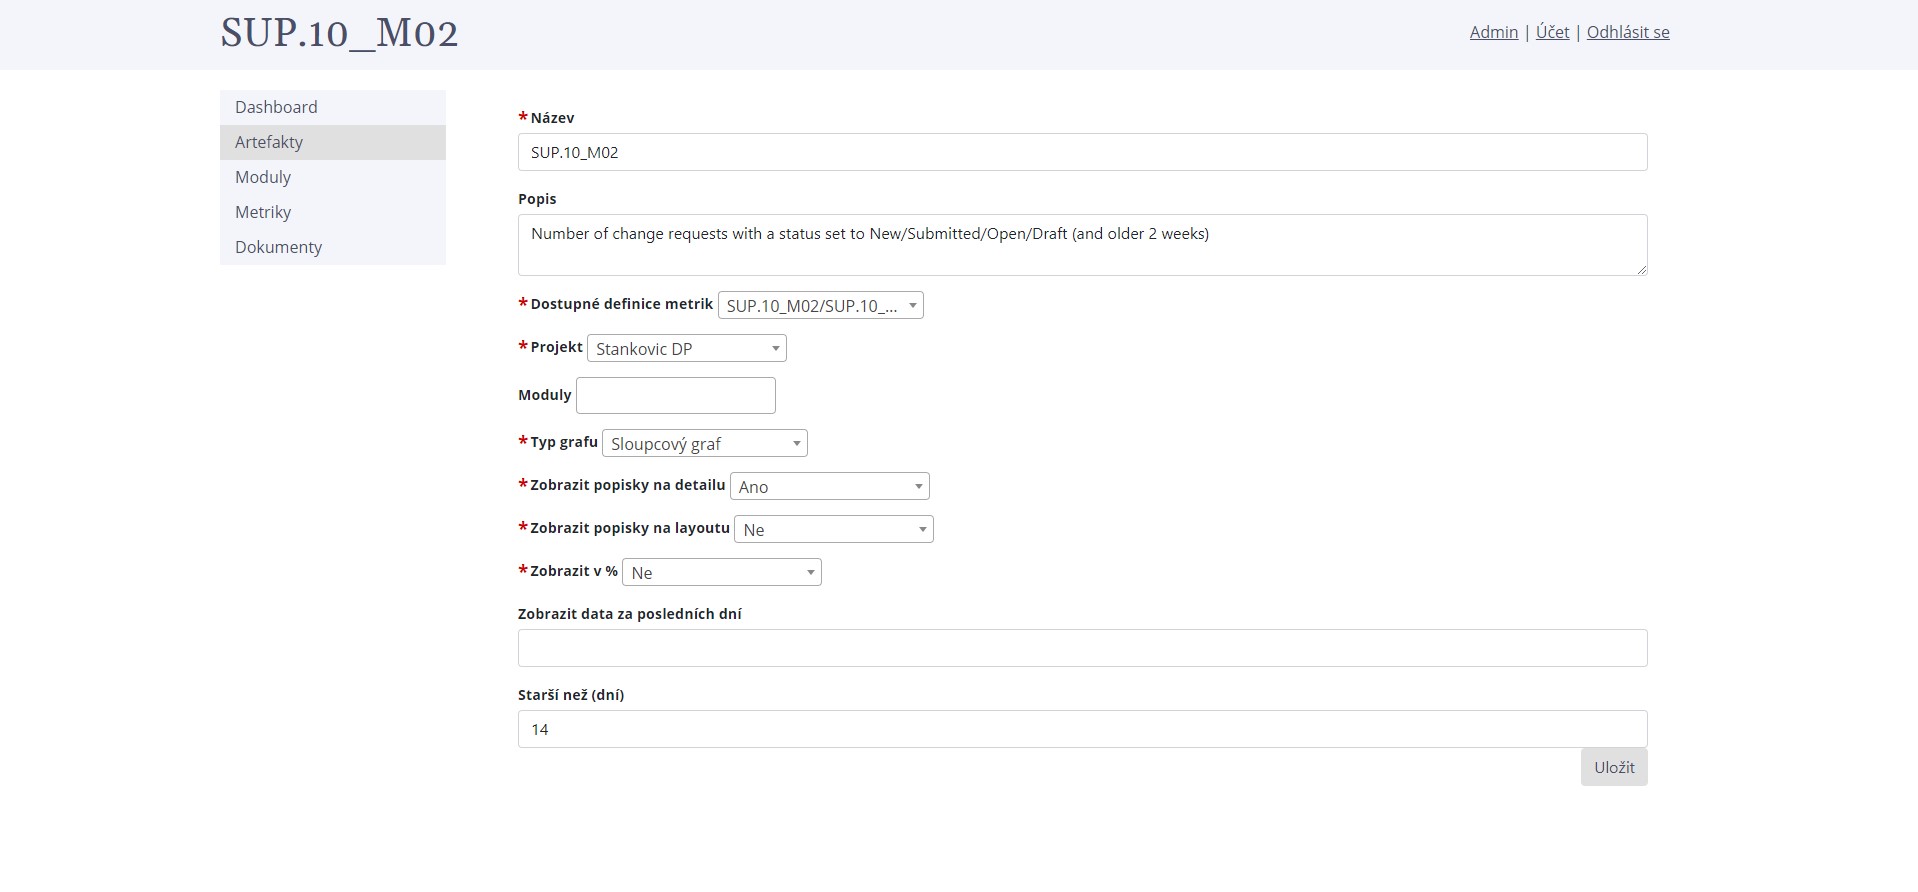 SUP.10_M02
Admin | Účet | Odhlásit se
Dashboard
Artefakty
Moduly
Metriky
Dokumenty
* Název
SUP.10_M02
Popis
Number of change requests with a status set to New/Submitted/Open/Draft (and older 2 weeks)
* Dostupné definice metrik SUP.10_M02/SUP.10_...
* Projekt Stankovic DP
Moduly
* Typ grafu Sloupcový graf
* Zobrazit popisky na detailu Ano
* Zobrazit popisky na layoutu Ne
* Zobrazit v % Ne
Zobrazit data za posledních dní
Starší než (dní)
14
Uložit